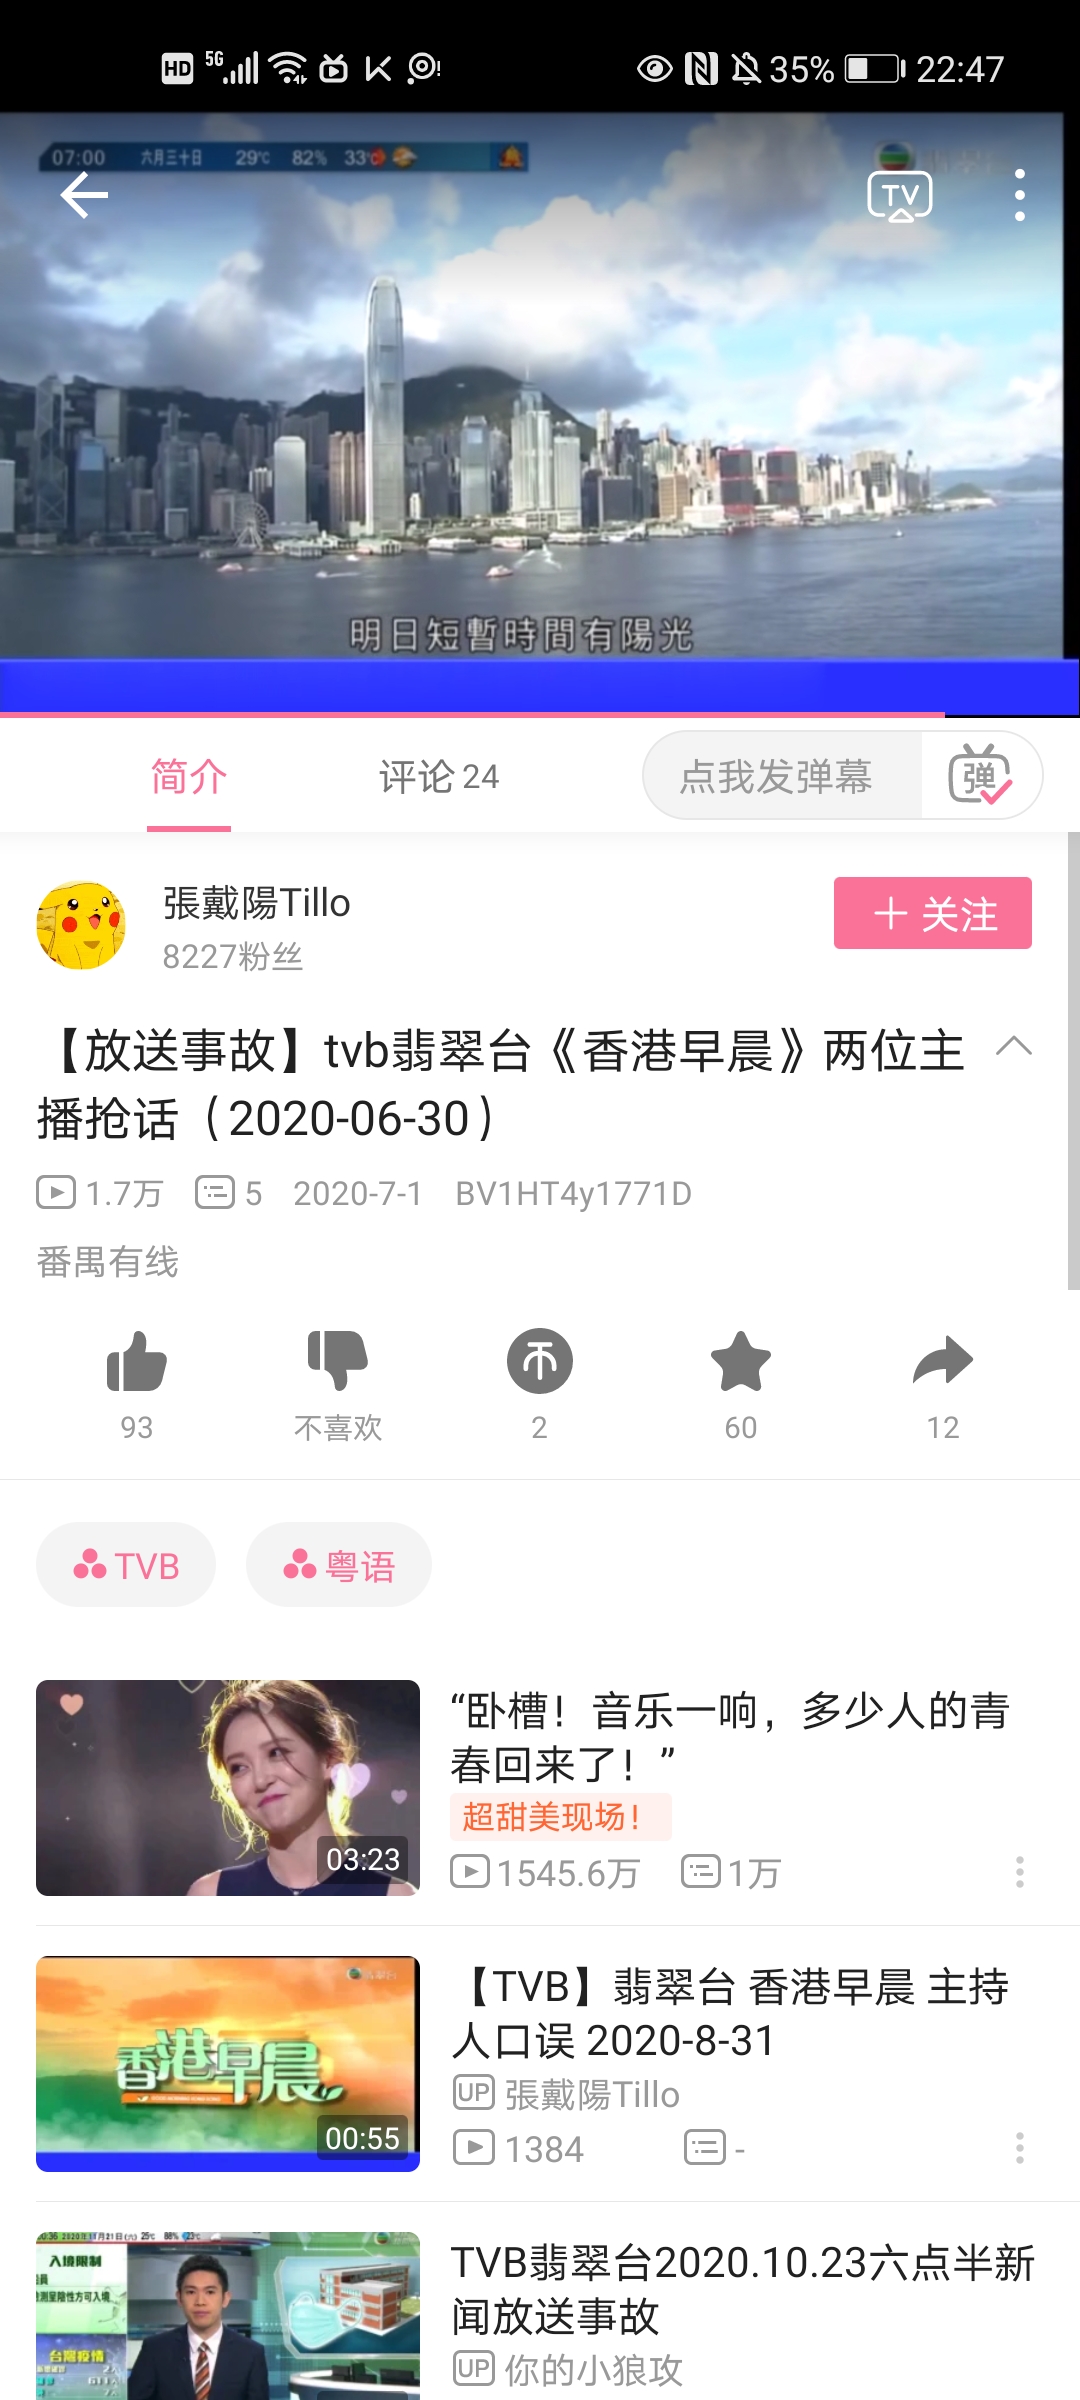 HD 5G 35% 22:47
07:00 六月三十日 29℃ 82% 33℃
TV
明日短暫時間有陽光
简介 评论 24 点我发弹幕 弹
張戴陽Tillo
8227粉丝
+ 关注
【放送事故】tvb翡翠台《香港早晨》两位主
播抢话（2020-06-30）
1.7万 5 2020-7-1 BV1HT4y1771D
番禺有线
93 不喜欢 2 60 12
TVB 粤语
“卧槽！音乐一响，多少人的青
春回来了！”
超甜美现场！
03:23
1545.6万 1万
香港早晨
00:55
【TVB】翡翠台 香港早晨 主持
人口误 2020-8-31
UP 張戴陽Tillo
1384 -
入境限制
台灣疫情
TVB翡翠台2020.10.23六点半新
闻放送事故
UP 你的小狼攻